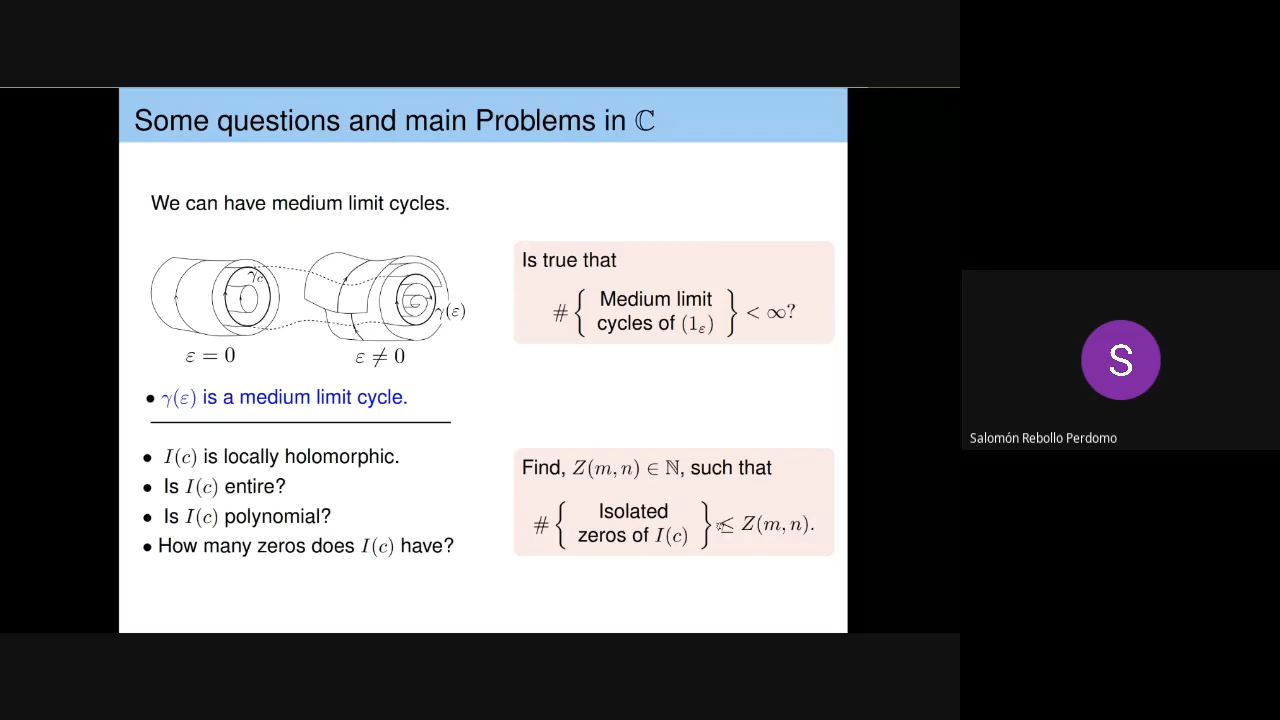 Some questions and main Problems in ℂ
We can have medium limit cycles.
γ_c
γ(ε)
ε = 0
ε ≠ 0
• γ(ε) is a medium limit cycle.
• I(c) is locally holomorphic.
• Is I(c) entire?
• Is I(c) polynomial?
• How many zeros does I(c) have?
Is true that
# { Medium limit
cycles of (1_ε) } < ∞?
Find, Z(m, n) ∈ ℕ, such that
# { Isolated
zeros of I(c) } ≤ Z(m, n).
S
Salomón Rebollo Perdomo